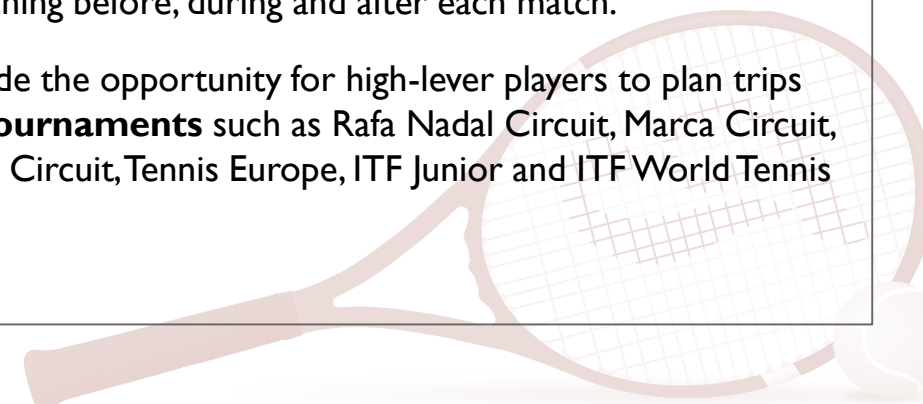 ning before, during and after each match.
de the opportunity for high-lever players to plan trips
ournaments such as Rafa Nadal Circuit, Marca Circuit,
Circuit, Tennis Europe, ITF Junior and ITF World Tennis